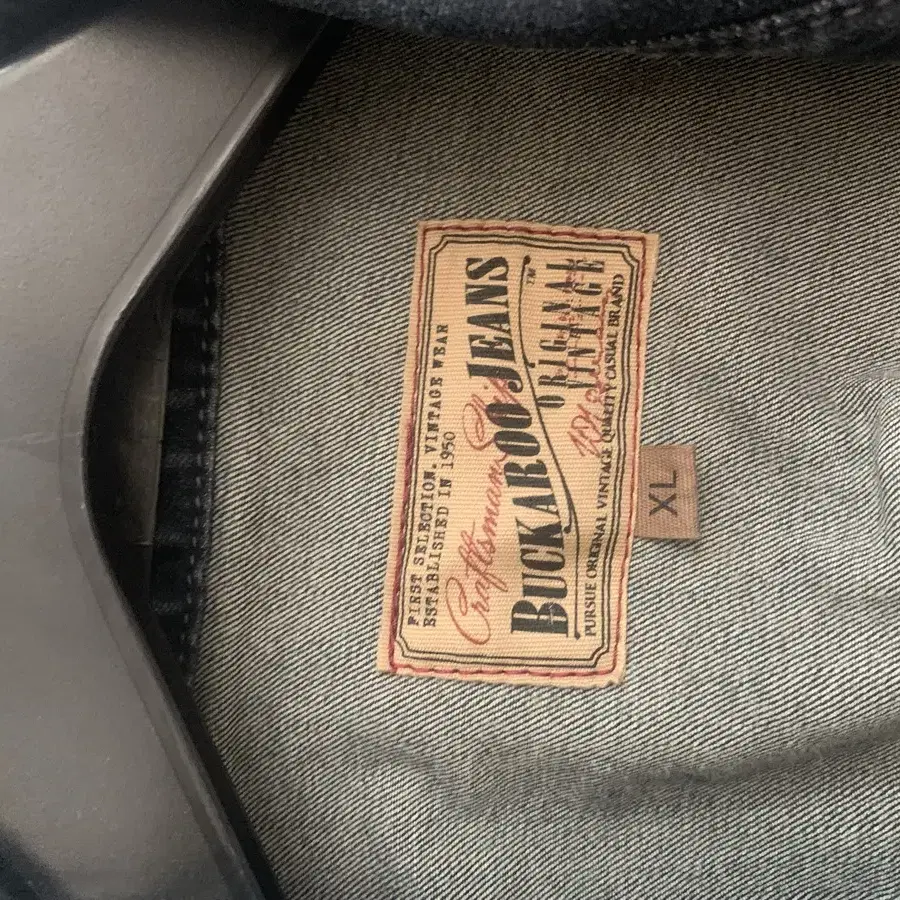 FIRST SELECTION. VINTAGE WEAR
ESTABLISHED IN 1950
Craftsman
BUCKAROO JEANS
TM
ORIGINAL
VINTAGE
PURSUE ORIGINAL VINTAGE QUALITY CASUAL BRAND
XL